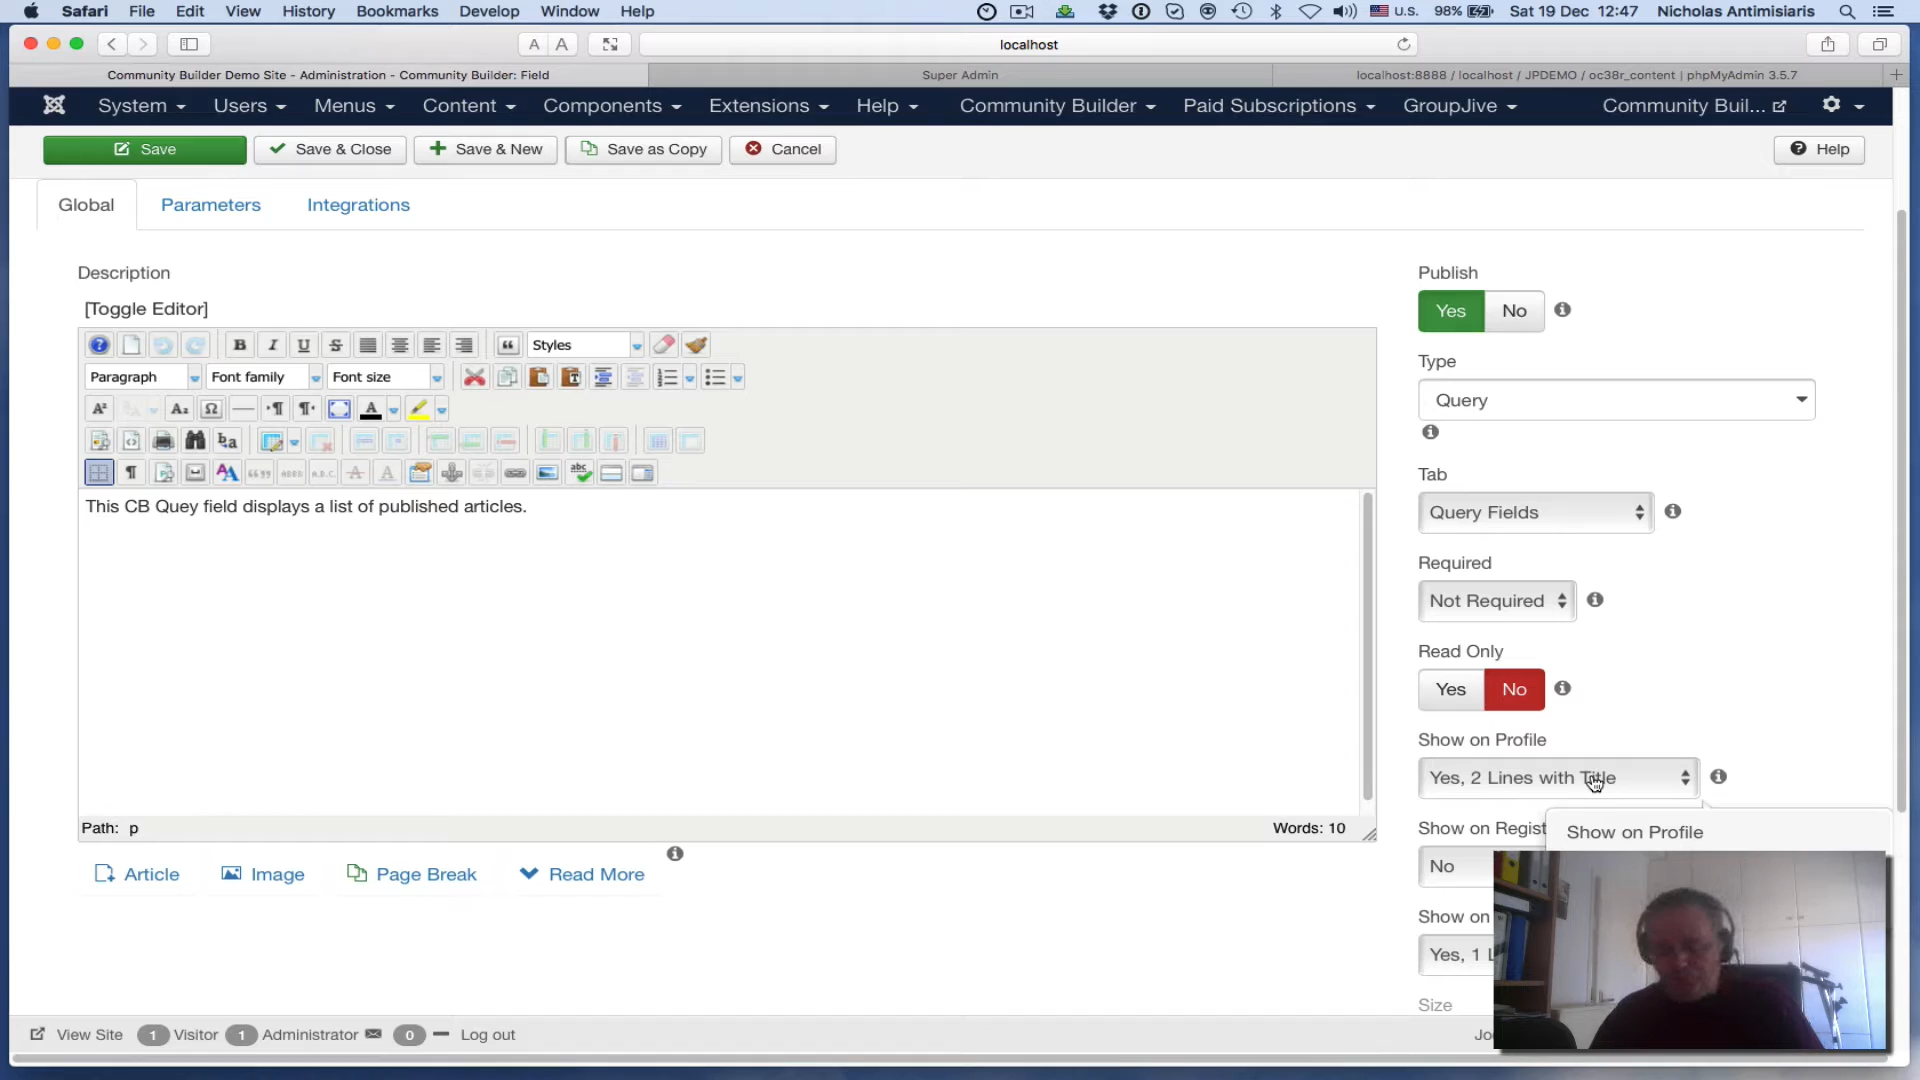 Safari File Edit View History Bookmarks Develop Window Help U.S. 98% Sat 19 Dec 12:47 Nicholas Antimisiaris
A A localhost
Community Builder Demo Site - Administration - Community Builder: Field Super Admin localhost:8888 / localhost / JPDEMO / oc38r_content | phpMyAdmin 3.5.7
System Users Menus Content Components Extensions Help Community Builder Paid Subscriptions GroupJive Community Buil...
Save Save & Close Save & New Save as Copy Cancel Help
Global Parameters Integrations
Description
[Toggle Editor]
Styles
Paragraph Font family Font size
This CB Quey field displays a list of published articles.
Path: p Words: 10
Article Image Page Break Read More
Publish
Yes No
Type
Query
Tab
Query Fields
Required
Not Required
Read Only
Yes No
Show on Profile
Yes, 2 Lines with Title
Show on Regist
Show on Profile
No
Show on
Yes, 1 L
Size
View Site 1 Visitor 1 Administrator 0 Log out Jo